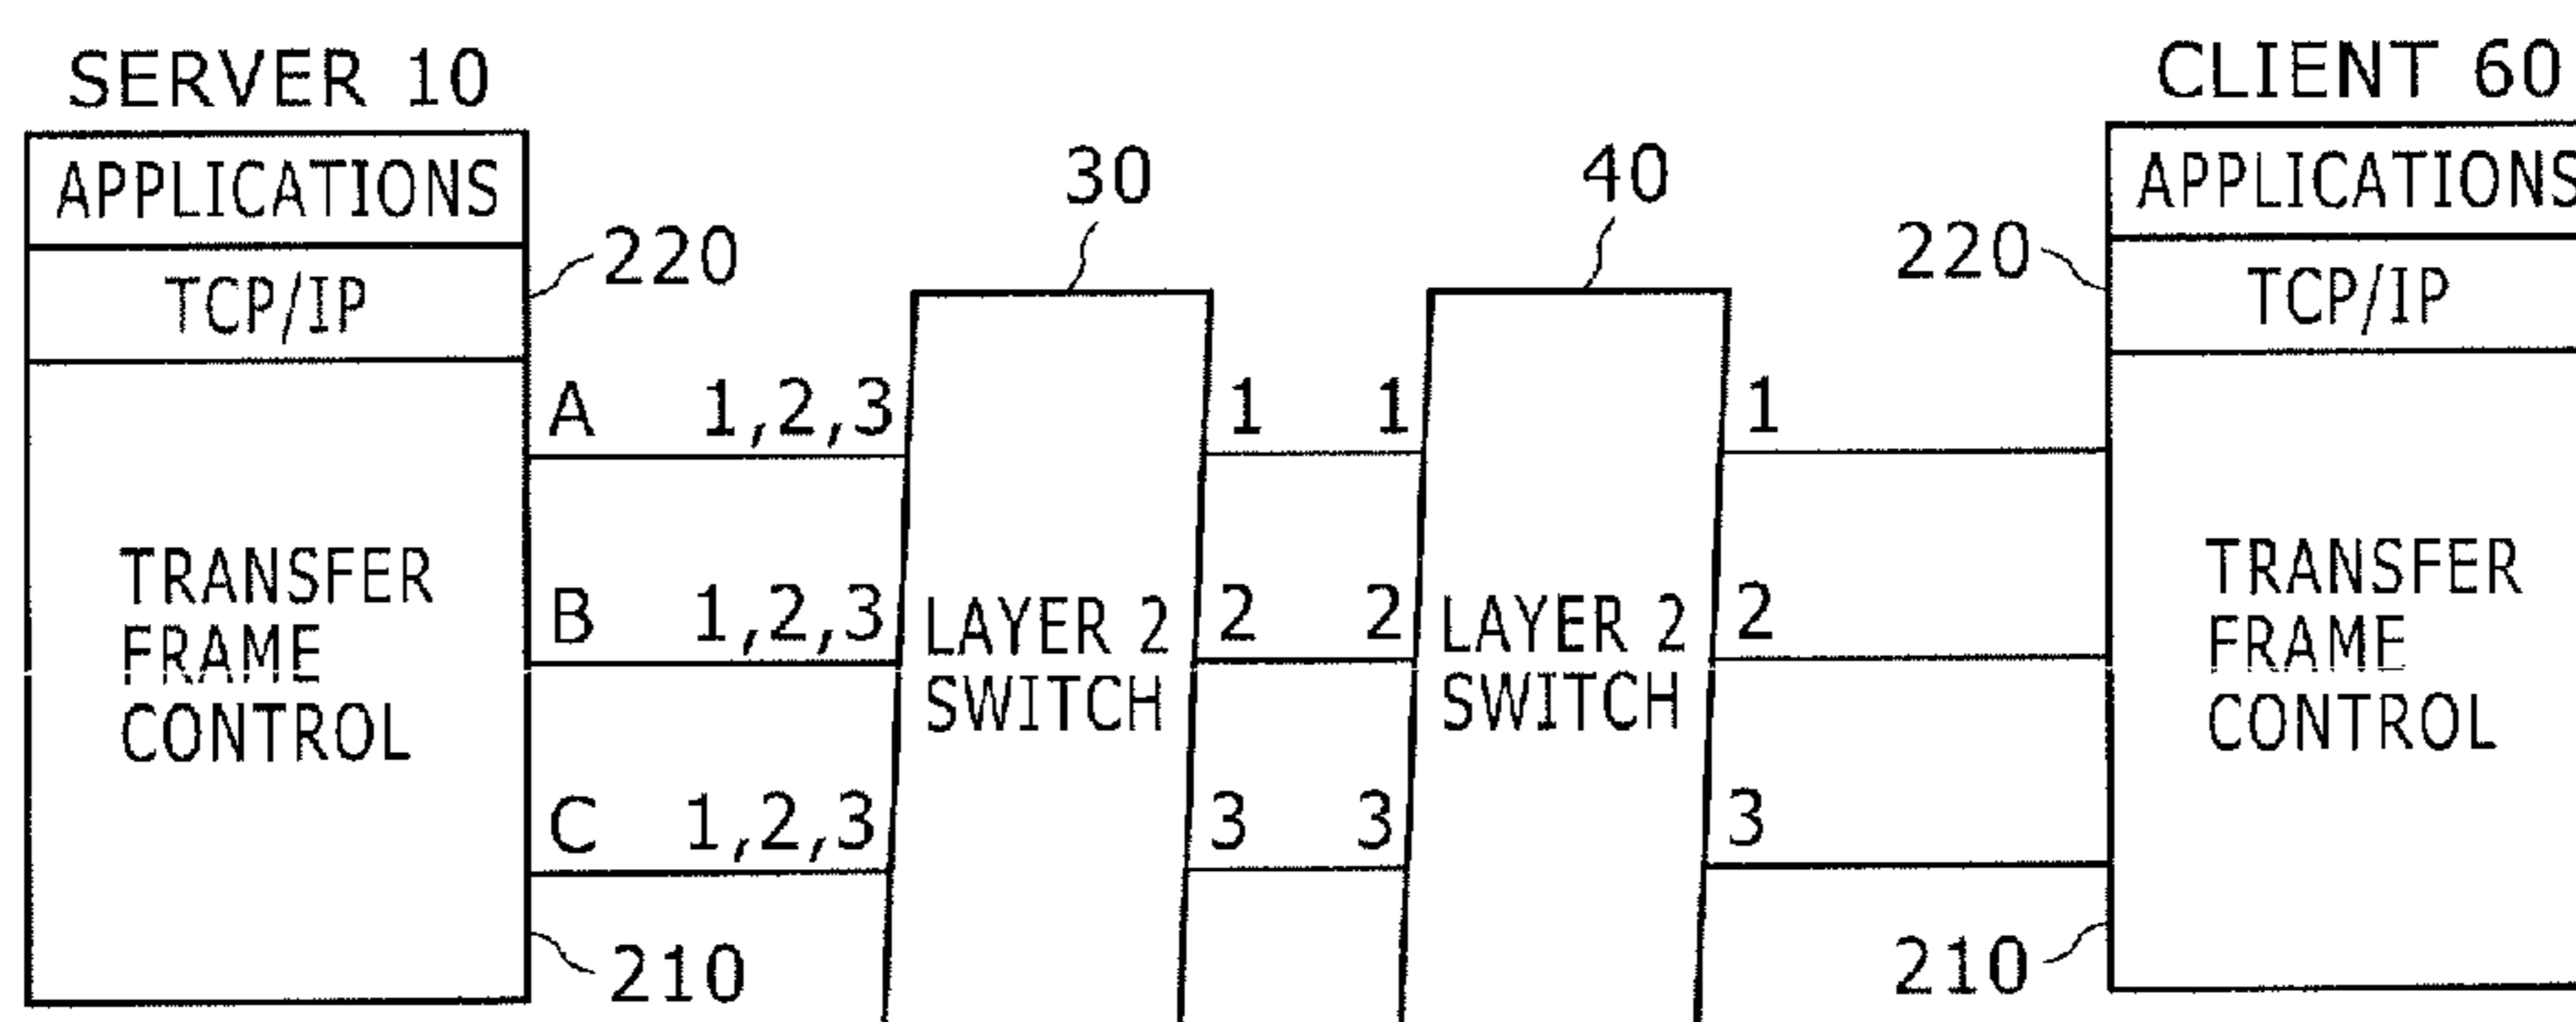 SERVER 10
CLIENT 60
APPLICATIONS
30
40
APPLICATIONS
220
220
TCP/IP
TCP/IP
A 1,2,3
1 1
1
TRANSFER
FRAME
CONTROL
B 1,2,3
LAYER 2
SWITCH
2 2
LAYER 2
SWITCH
2
TRANSFER
FRAME
CONTROL
C 1,2,3
3 3
3
210
210